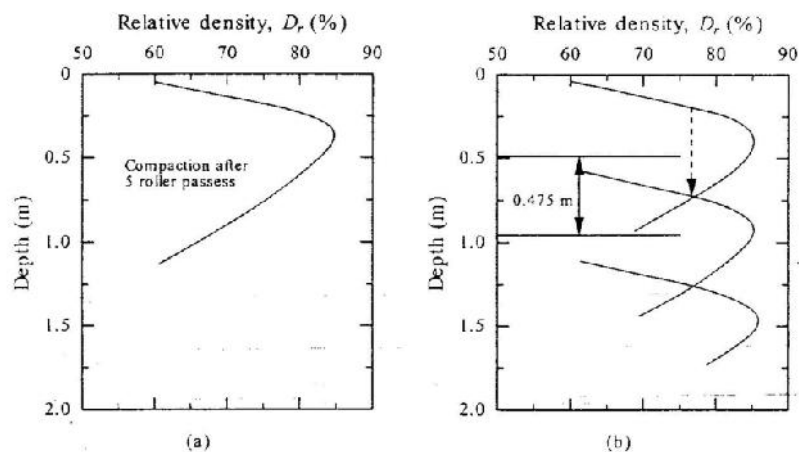 Relative density, Dr (%)
50 60 70 80 90
0
0.5
1.0
1.5
2.0
Depth (m)
Compaction after
5 roller passess
(a)
Relative density, Dr (%)
50 60 70 80 90
0
0.5
1.0
1.5
2.0
Depth (m)
0.475 m
(b)